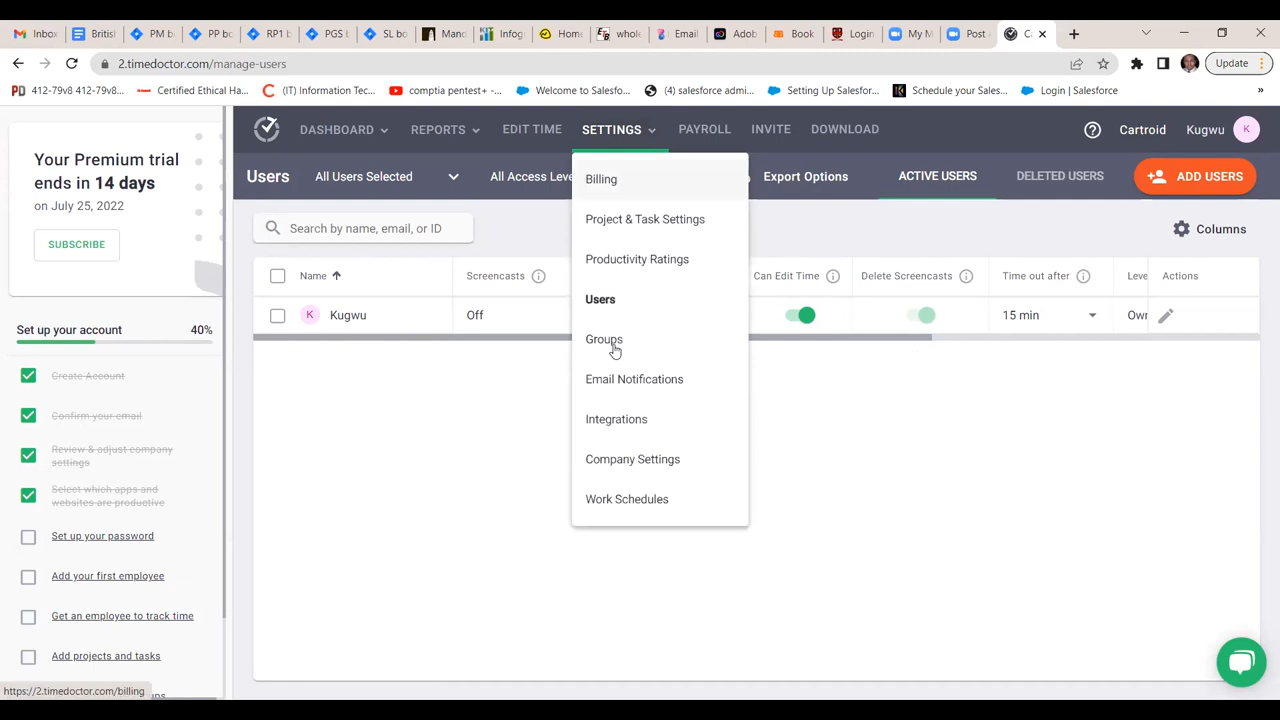 Inbox
British
PM b
PP bo
RP1 b
PGS b
SL bo
Mano
Infog
Home
whole
Email
Adob
Book
Login
My M
Post A
Ca
2.timedoctor.com/manage-users
Update
412-79v8 412-79v8...
Certified Ethical Ha...
(IT) Information Tec...
comptia pentest+ -...
Welcome to Salesfo...
(4) salesforce admi...
Setting Up Salesforc...
Schedule your Sales...
Login | Salesforce
»
Your Premium trial
ends in 14 days
on July 25, 2022
SUBSCRIBE
Set up your account 40%
Create Account
Confirm your email
Review & adjust company
settings
Select which apps and
websites are productive
Set up your password
Add your first employee
Get an employee to track time
Add projects and tasks
https://2.timedoctor.com/billing
DASHBOARD
REPORTS
EDIT TIME
SETTINGS
PAYROLL
INVITE
DOWNLOAD
Cartroid
Kugwu
K
Users
All Users Selected
All Access Leve
Export Options
ACTIVE USERS
DELETED USERS
ADD USERS
Search by name, email, or ID
Columns
Name
Screencasts
Can Edit Time
Delete Screencasts
Time out after
Leve
Actions
K
Kugwu
Off
15 min
Own
Billing
Project & Task Settings
Productivity Ratings
Users
Groups
Email Notifications
Integrations
Company Settings
Work Schedules